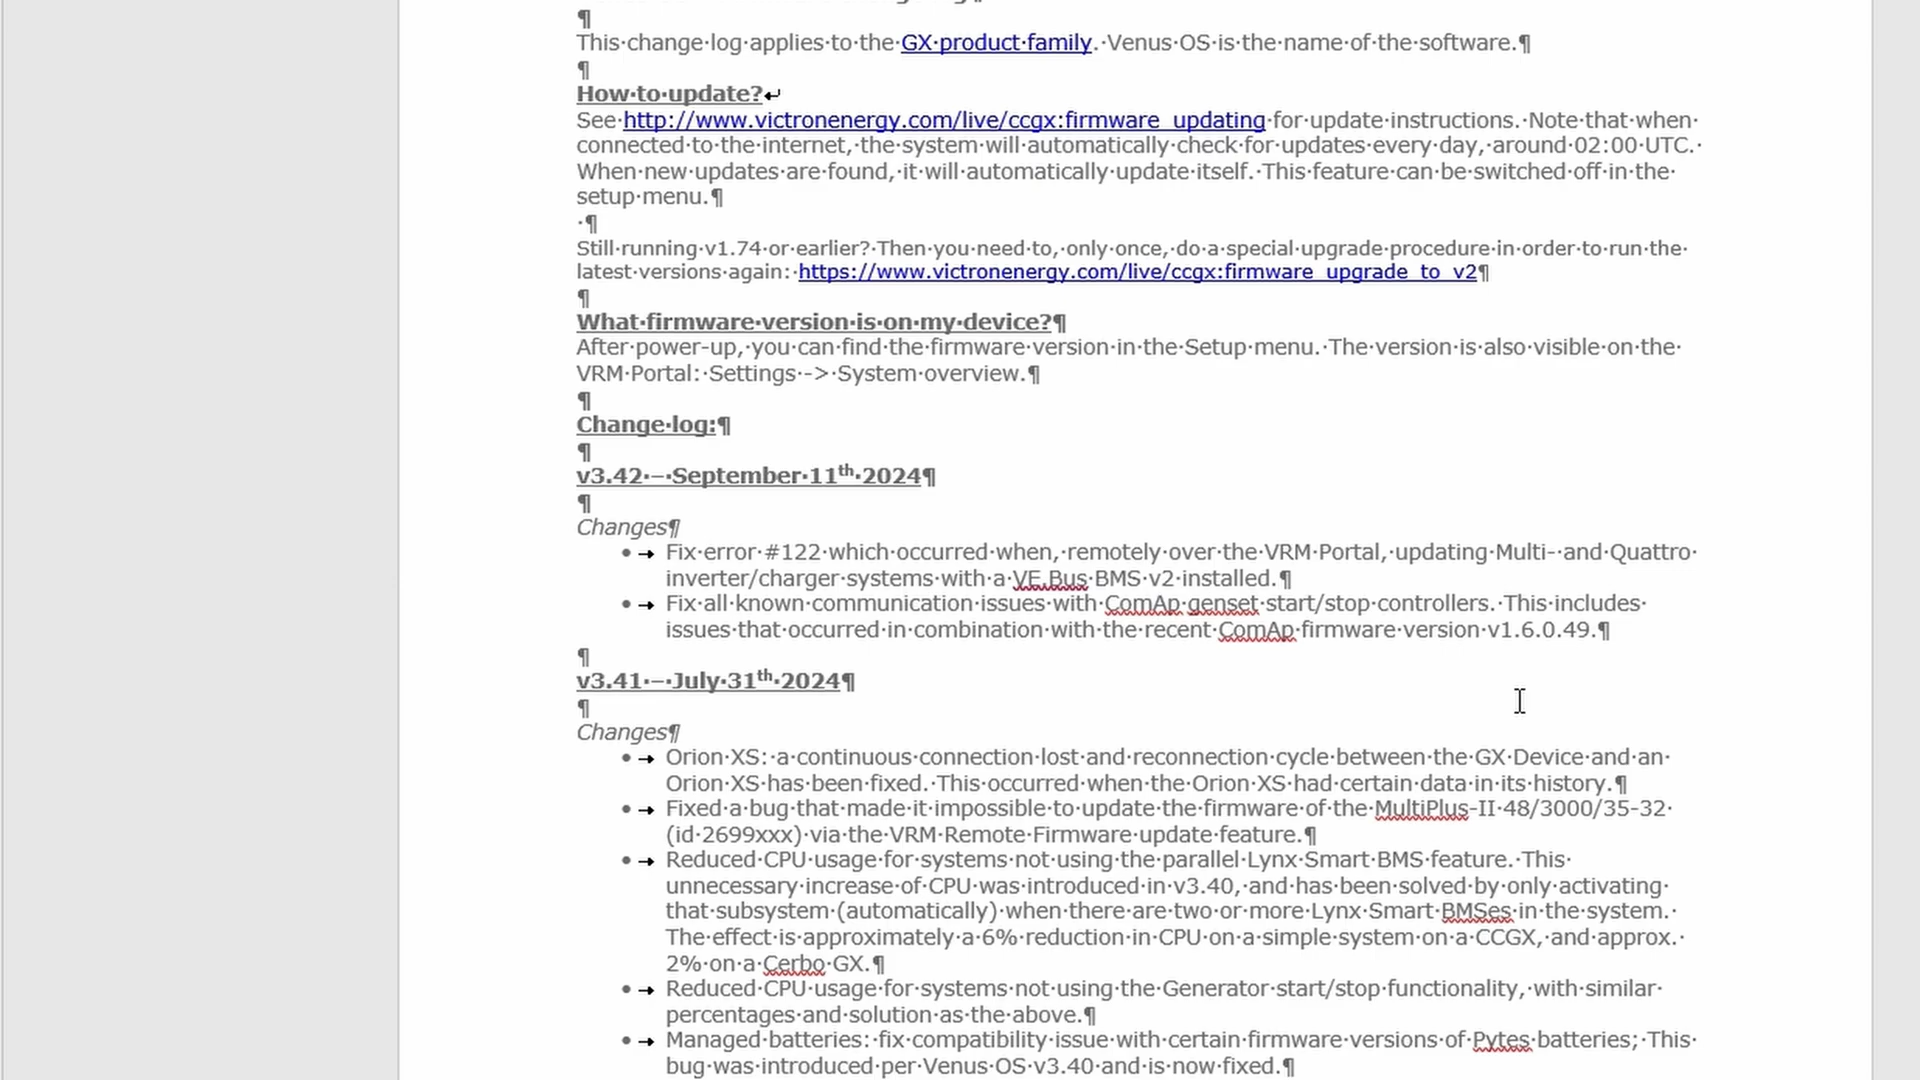 This change log applies to the GX product family. Venus OS is the name of the software.¶
¶
How to update?↵
See http://www.victronenergy.com/live/ccgx:firmware_updating for update instructions. Note that when
connected to the internet, the system will automatically check for updates every day, around 02:00 UTC.
When new updates are found, it will automatically update itself. This feature can be switched off in the
setup menu.¶
¶
Still running v1.74 or earlier? Then you need to, only once, do a special upgrade procedure in order to run the
latest versions again: https://www.victronenergy.com/live/ccgx:firmware_upgrade_to_v2¶
¶
What firmware version is on my device?¶
After power-up, you can find the firmware version in the Setup menu. The version is also visible on the
VRM Portal: Settings -> System overview.¶
¶
Change log:¶
¶
v3.42 – September 11th 2024¶
¶
Changes¶
• → Fix error #122 which occurred when, remotely over the VRM Portal, updating Multi- and Quattro
inverter/charger systems with a VE.Bus BMS v2 installed.¶
• → Fix all known communication issues with ComAp genset start/stop controllers. This includes
issues that occurred in combination with the recent ComAp firmware version v1.6.0.49.¶
¶
v3.41 – July 31th 2024¶
¶
Changes¶
• → Orion XS: a continuous connection lost and reconnection cycle between the GX Device and an
Orion XS has been fixed. This occurred when the Orion XS had certain data in its history.¶
• → Fixed a bug that made it impossible to update the firmware of the MultiPlus-II 48/3000/35-32
(id 2699xxx) via the VRM Remote Firmware update feature.¶
• → Reduced CPU usage for systems not using the parallel Lynx Smart BMS feature. This
unnecessary increase of CPU was introduced in v3.40, and has been solved by only activating
that subsystem (automatically) when there are two or more Lynx Smart BMSes in the system.
The effect is approximately a 6% reduction in CPU on a simple system on a CCGX, and approx.
2% on a Cerbo GX.¶
• → Reduced CPU usage for systems not using the Generator start/stop functionality, with similar
percentages and solution as the above.¶
• → Managed batteries: fix compatibility issue with certain firmware versions of Pytes batteries; This
bug was introduced per Venus OS v3.40 and is now fixed.¶